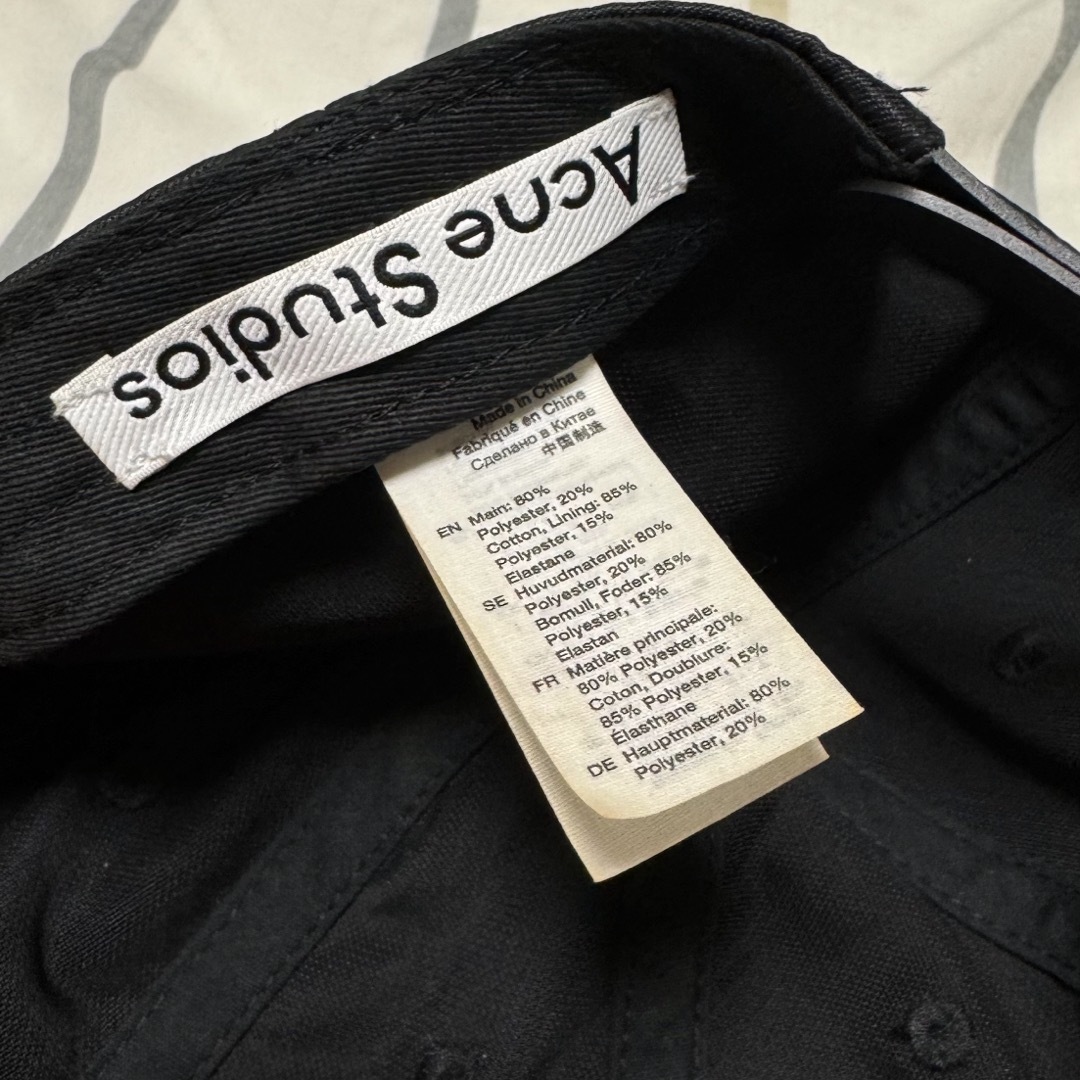 Acne Studios
Made in China
Fabriqué en Chine
Сделано в Китае
中国制造
EN Main: 80%
Polyester, 20%
Cotton, Lining: 85%
Polyester, 15%
Elastane
SE Huvudmaterial: 80%
Polyester, 20%
Bomull, Foder: 85%
Polyester, 15%
Elastan
FR Matière principale:
80% Polyester, 20%
Coton, Doublure:
85% Polyester, 15%
Élasthane
DE Hauptmaterial: 80%
Polyester, 20%